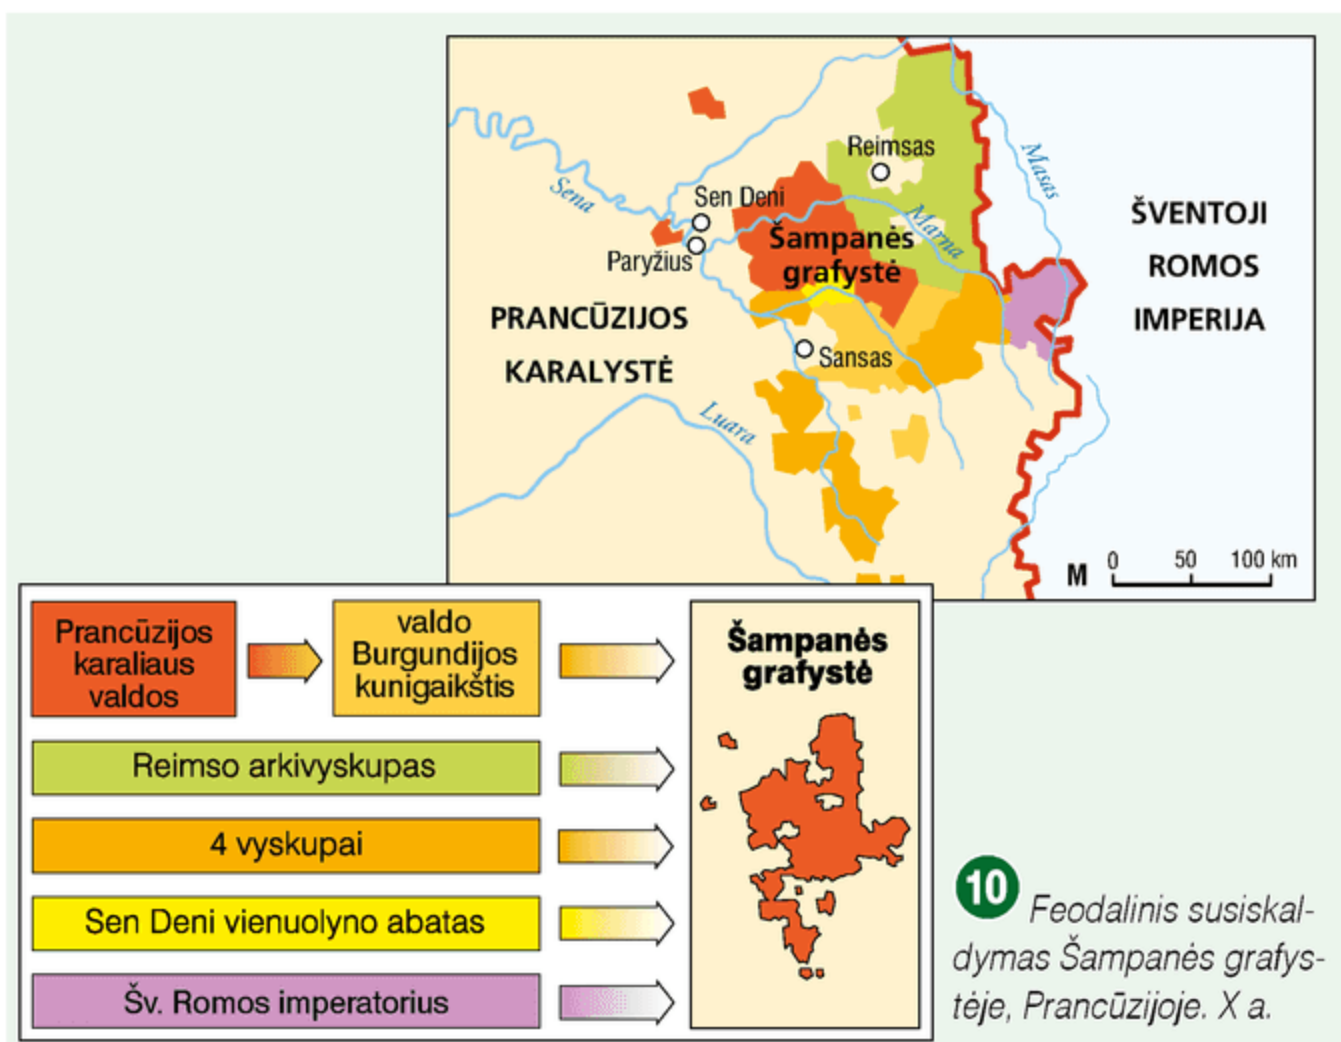 Reimsas
Masas
Sen Deni
Sena
Marna
Šampanės
grafystė
Paryžius
ŠVENTOJI
ROMOS
IMPERIJA
PRANCŪZIJOS
KARALYSTĖ
Sansas
Luara
M 0 50 100 km
Prancūzijos
karaliaus
valdos
valdo
Burgundijos
kunigaikštis
Šampanės
grafystė
Reimso arkivyskupas
4 vyskupai
Sen Deni vienuolyno abatas
Šv. Romos imperatorius
10 Feodalinis susiskal-
dymas Šampanės grafys-
tėje, Prancūzijoje. X a.